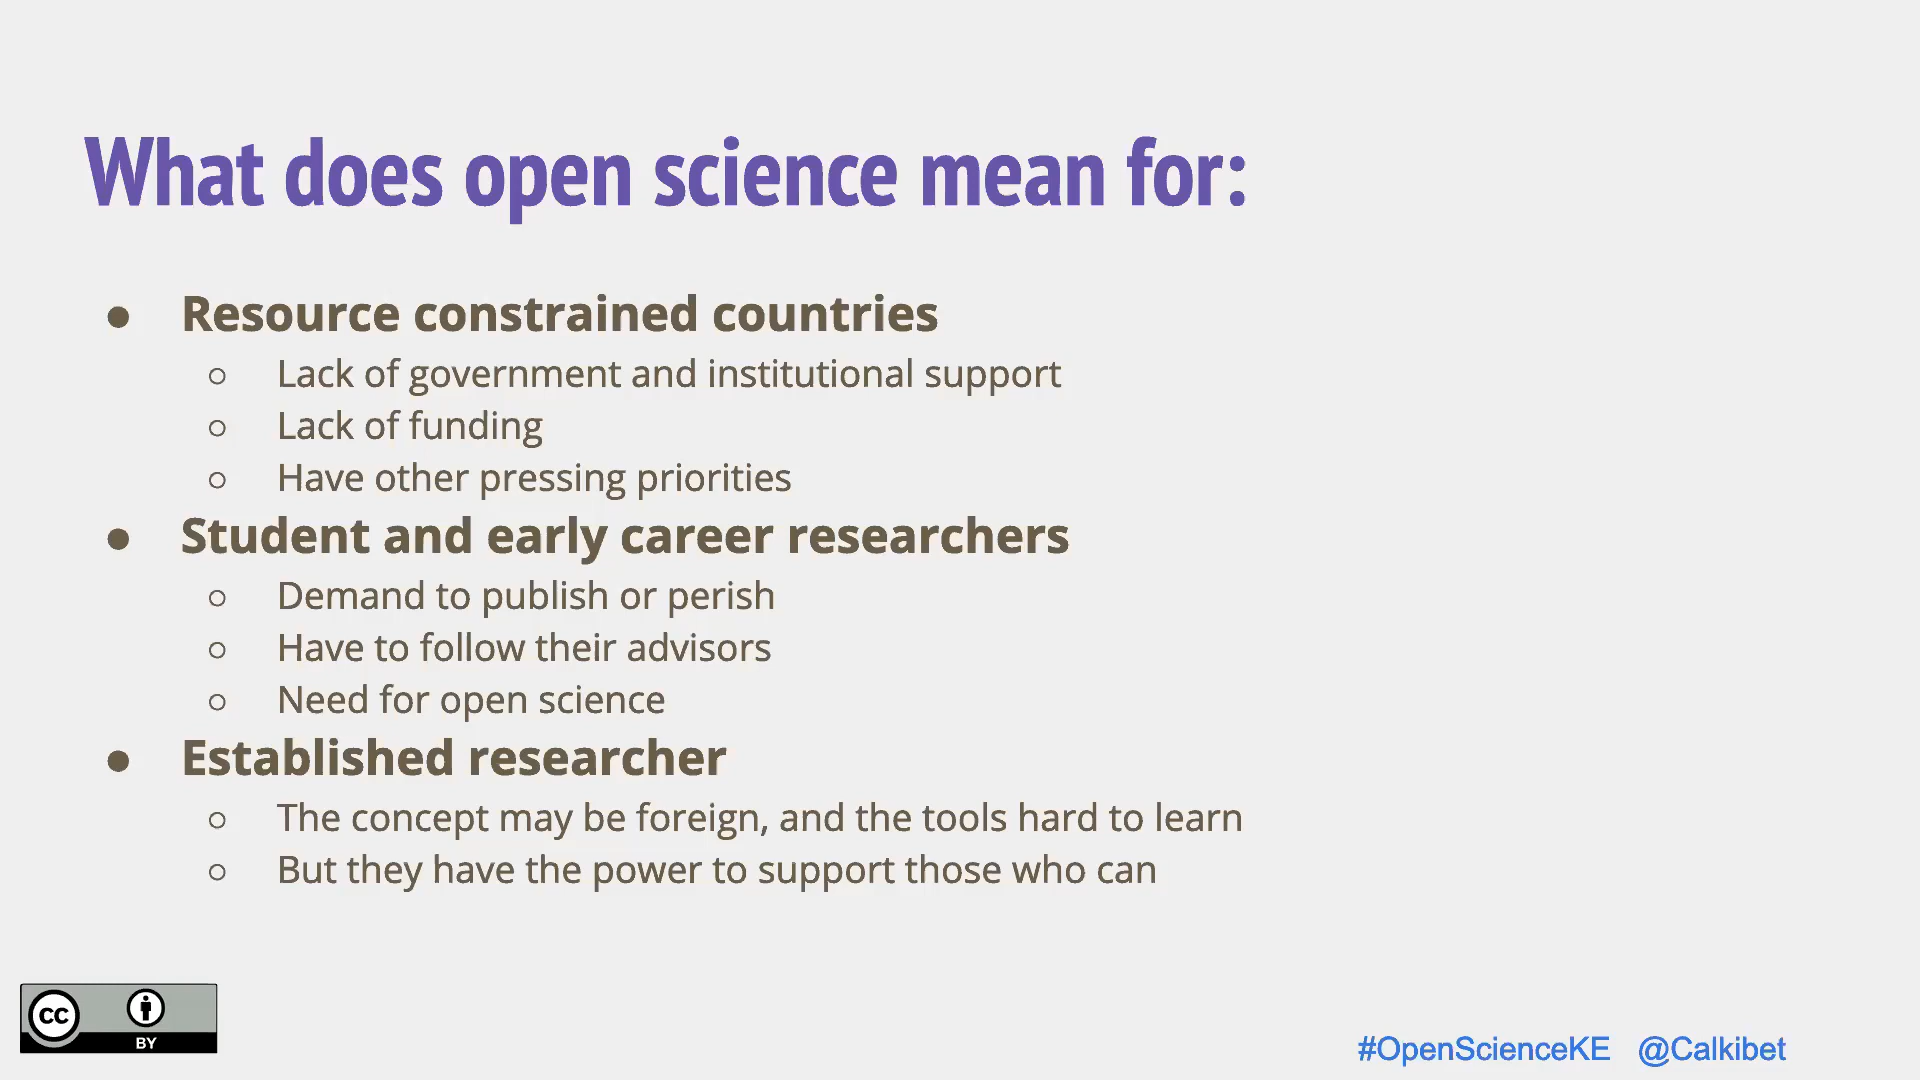 What does open science mean for:
● Resource constrained countries
○ Lack of government and institutional support
○ Lack of funding
○ Have other pressing priorities
● Student and early career researchers
○ Demand to publish or perish
○ Have to follow their advisors
○ Need for open science
● Established researcher
○ The concept may be foreign, and the tools hard to learn
○ But they have the power to support those who can
CC
BY
#OpenScienceKE @Calkibet